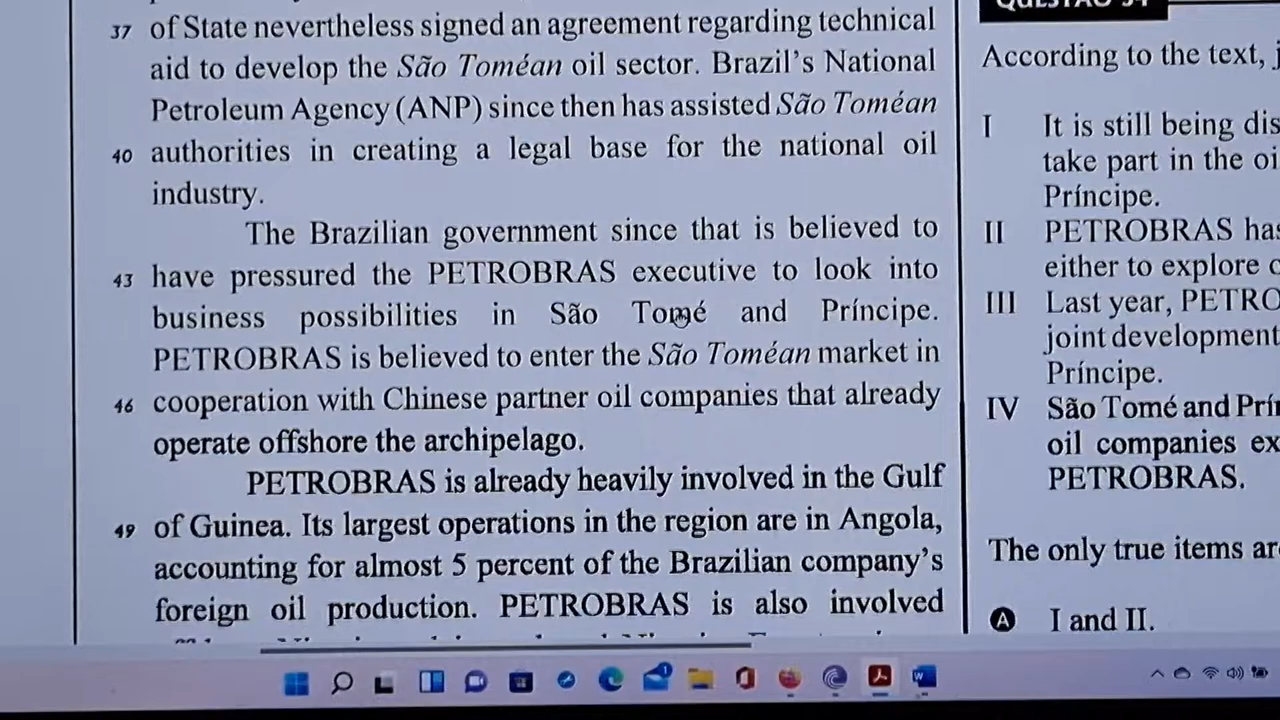 37 of State nevertheless signed an agreement regarding technical
aid to develop the São Toméan oil sector. Brazil's National
Petroleum Agency (ANP) since then has assisted São Toméan
40 authorities in creating a legal base for the national oil
industry.
The Brazilian government since that is believed to
43 have pressured the PETROBRAS executive to look into
business possibilities in São Tomé and Príncipe.
PETROBRAS is believed to enter the São Toméan market in
46 cooperation with Chinese partner oil companies that already
operate offshore the archipelago.
PETROBRAS is already heavily involved in the Gulf
49 of Guinea. Its largest operations in the region are in Angola,
accounting for almost 5 percent of the Brazilian company's
foreign oil production. PETROBRAS is also involved
According to the text,
I It is still being
take part in the
Príncipe.
II PETROBRAS has
either to explore
III Last year,
joint development
Príncipe.
IV São Tomé and
oil companies
PETROBRAS.
The only true items
A I and II.